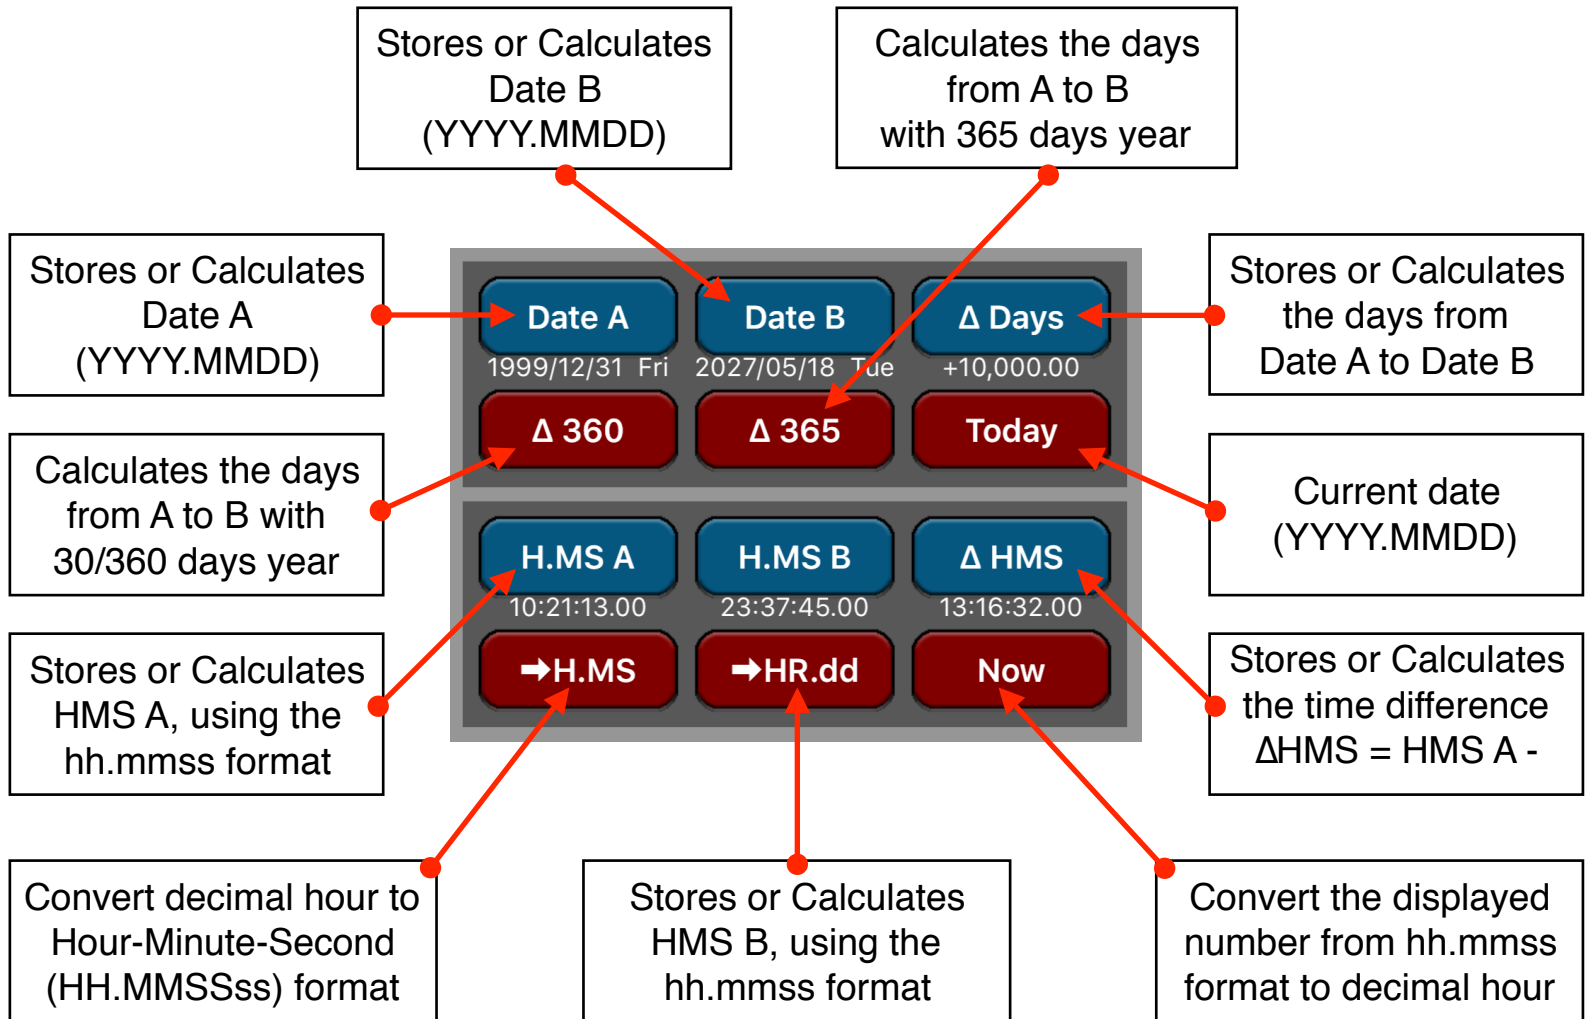 Stores or Calculates
Date B
(YYYY.MMDD)
Calculates the days
from A to B
with 365 days year
Stores or Calculates
Date A
(YYYY.MMDD)
Stores or Calculates
the days from
Date A to Date B
Date A
Date B
Δ Days
1999/12/31 Fri
2027/05/18 Tue
+10,000.00
Δ 360
Δ 365
Today
Calculates the days
from A to B with
30/360 days year
Current date
(YYYY.MMDD)
H.MS A
H.MS B
Δ HMS
10:21:13.00
23:37:45.00
13:16:32.00
➡H.MS
➡HR.dd
Now
Stores or Calculates
HMS A, using the
hh.mmss format
Stores or Calculates
the time difference
ΔHMS = HMS A -
Convert decimal hour to
Hour-Minute-Second
(HH.MMSSss) format
Stores or Calculates
HMS B, using the
hh.mmss format
Convert the displayed
number from hh.mmss
format to decimal hour